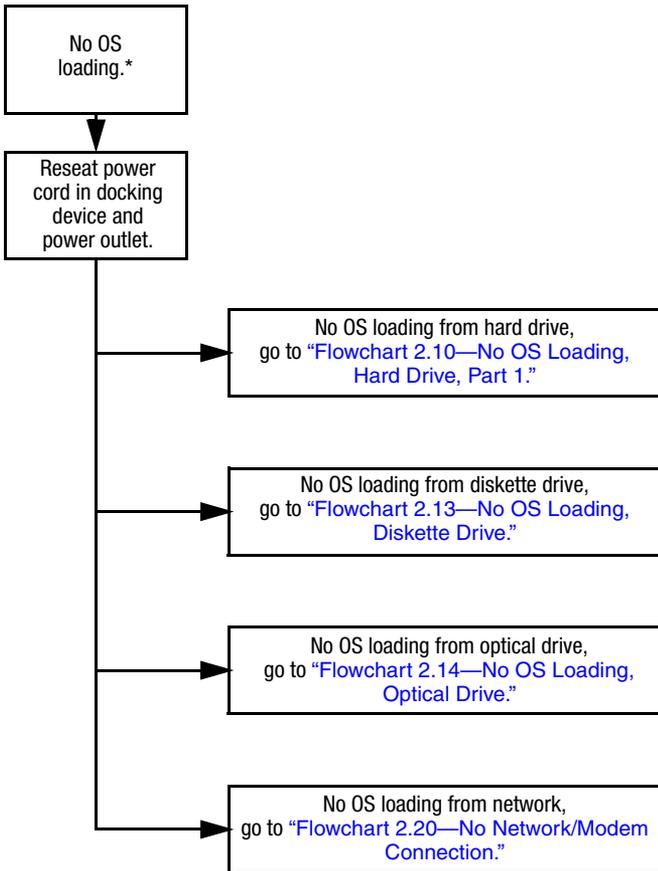 No OS
loading.*
Reseat power
cord in docking
device and
power outlet.
No OS loading from hard drive,
go to “Flowchart 2.10—No OS Loading,
Hard Drive, Part 1.”
No OS loading from diskette drive,
go to “Flowchart 2.13—No OS Loading,
Diskette Drive.”
No OS loading from optical drive,
go to “Flowchart 2.14—No OS Loading,
Optical Drive.”
No OS loading from network,
go to “Flowchart 2.20—No Network/Modem
Connection.”